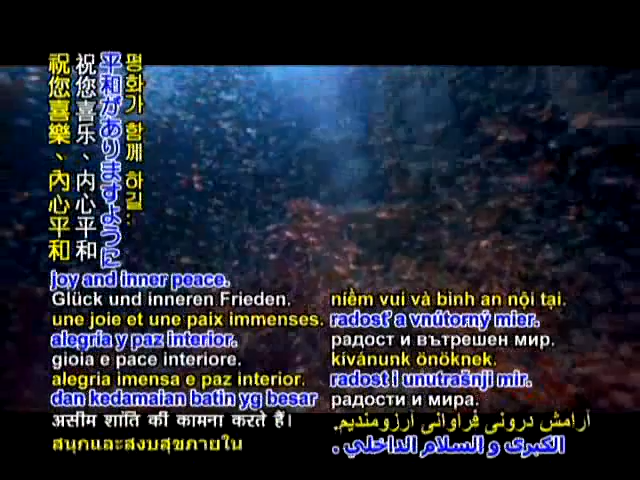 祝您喜樂、內心平和
祝您喜乐、内心平和
平和がありますように
평화가 함께 하길..
joy and inner peace.
Glück und inneren Frieden.
une joie et une paix immenses.
alegría y paz interior.
gioia e pace interiore.
alegria imensa e paz interior.
dan kedamaian batin yg besar
असीम शांति की कामना करते हैं।
สนุกและสงบสุขภายใน
niềm vui và bình an nội tại.
radosť a vnútorný mier.
радост и вътрешен мир.
kívánunk önöknek.
radost i unutrašnji mir.
радости и мира.
آرامش درونی فراوانی آرزومندیم.
الكبرى و السلام الداخلي .